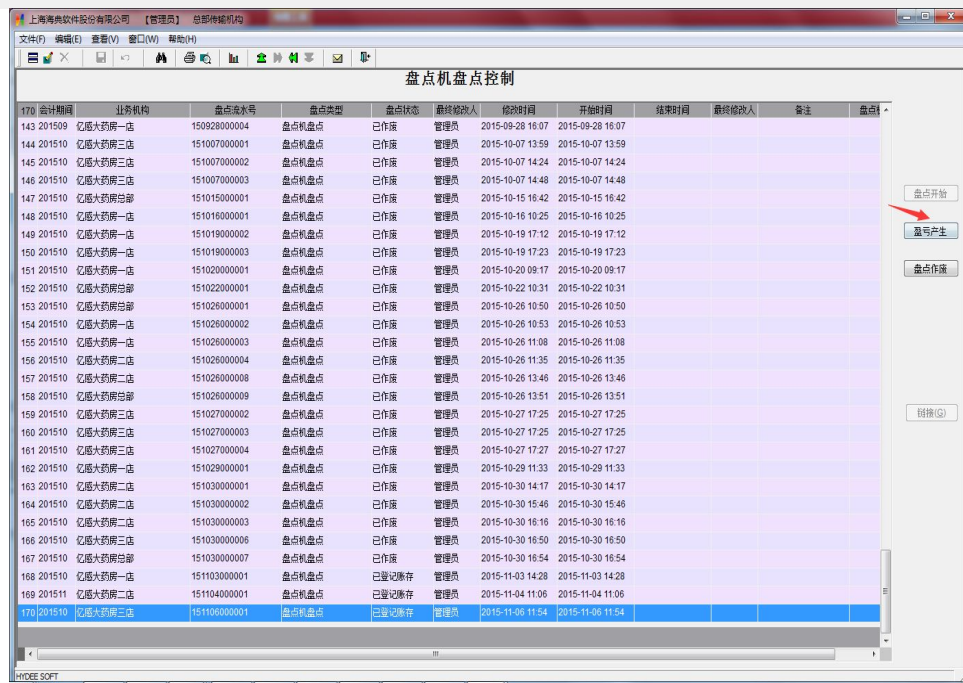 上海海典软件股份有限公司 【管理员】 总部传输机构
文件(F) 编辑(E) 查看(V) 窗口(W) 帮助(H)
盘点机盘点控制
170 会计期间 业务机构 盘点流水号 盘点类型 盘点状态 最终修改人 修改时间 开始时间 结束时间 最终修改人 备注 盘点
143 201509 亿感大药房一店 150928000004 盘点机盘点 已作废 管理员 2015-09-28 16:07 2015-09-28 16:07
144 201510 亿感大药房三店 151007000001 盘点机盘点 已作废 管理员 2015-10-07 13:59 2015-10-07 13:59
145 201510 亿感大药房三店 151007000002 盘点机盘点 已作废 管理员 2015-10-07 14:24 2015-10-07 14:24
146 201510 亿感大药房三店 151007000003 盘点机盘点 已作废 管理员 2015-10-07 14:48 2015-10-07 14:48
盘点开始
147 201510 亿感大药房总部 151015000001 盘点机盘点 已作废 管理员 2015-10-15 16:42 2015-10-15 16:42
148 201510 亿感大药房一店 151016000001 盘点机盘点 已作废 管理员 2015-10-16 10:25 2015-10-16 10:25
149 201510 亿感大药房一店 151019000002 盘点机盘点 已作废 管理员 2015-10-19 17:12 2015-10-19 17:12
盈亏产生
150 201510 亿感大药房一店 151019000003 盘点机盘点 已作废 管理员 2015-10-19 17:23 2015-10-19 17:23
151 201510 亿感大药房一店 151020000001 盘点机盘点 已作废 管理员 2015-10-20 09:17 2015-10-20 09:17
盘点作废
152 201510 亿感大药房总部 151022000001 盘点机盘点 已作废 管理员 2015-10-22 10:31 2015-10-22 10:31
153 201510 亿感大药房总部 151026000001 盘点机盘点 已作废 管理员 2015-10-26 10:50 2015-10-26 10:50
154 201510 亿感大药房一店 151026000002 盘点机盘点 已作废 管理员 2015-10-26 10:53 2015-10-26 10:53
155 201510 亿感大药房一店 151026000003 盘点机盘点 已作废 管理员 2015-10-26 11:08 2015-10-26 11:08
156 201510 亿感大药房二店 151026000004 盘点机盘点 已作废 管理员 2015-10-26 11:35 2015-10-26 11:35
157 201510 亿感大药房二店 151026000008 盘点机盘点 已作废 管理员 2015-10-26 13:46 2015-10-26 13:46
158 201510 亿感大药房总部 151026000009 盘点机盘点 已作废 管理员 2015-10-26 13:51 2015-10-26 13:51
159 201510 亿感大药房三店 151027000002 盘点机盘点 已作废 管理员 2015-10-27 17:25 2015-10-27 17:25
链接(G)
160 201510 亿感大药房三店 151027000003 盘点机盘点 已作废 管理员 2015-10-27 17:25 2015-10-27 17:25
161 201510 亿感大药房三店 151027000004 盘点机盘点 已作废 管理员 2015-10-27 17:27 2015-10-27 17:27
162 201510 亿感大药房一店 151029000001 盘点机盘点 已作废 管理员 2015-10-29 11:33 2015-10-29 11:33
163 201510 亿感大药房二店 151030000001 盘点机盘点 已作废 管理员 2015-10-30 14:17 2015-10-30 14:17
164 201510 亿感大药房二店 151030000002 盘点机盘点 已作废 管理员 2015-10-30 15:46 2015-10-30 15:46
165 201510 亿感大药房二店 151030000003 盘点机盘点 已作废 管理员 2015-10-30 16:16 2015-10-30 16:16
166 201510 亿感大药房二店 151030000006 盘点机盘点 已作废 管理员 2015-10-30 16:50 2015-10-30 16:50
167 201510 亿感大药房总部 151030000007 盘点机盘点 已作废 管理员 2015-10-30 16:54 2015-10-30 16:54
168 201510 亿感大药房一店 151103000001 盘点机盘点 已登记账存 管理员 2015-11-03 14:28 2015-11-03 14:28
169 201511 亿感大药房二店 151104000001 盘点机盘点 已登记账存 管理员 2015-11-04 11:06 2015-11-04 11:06
170 201510 亿感大药房三店 151106000001 盘点机盘点 已登记账存 管理员 2015-11-06 11:54 2015-11-06 11:54
HYDEE SOFT